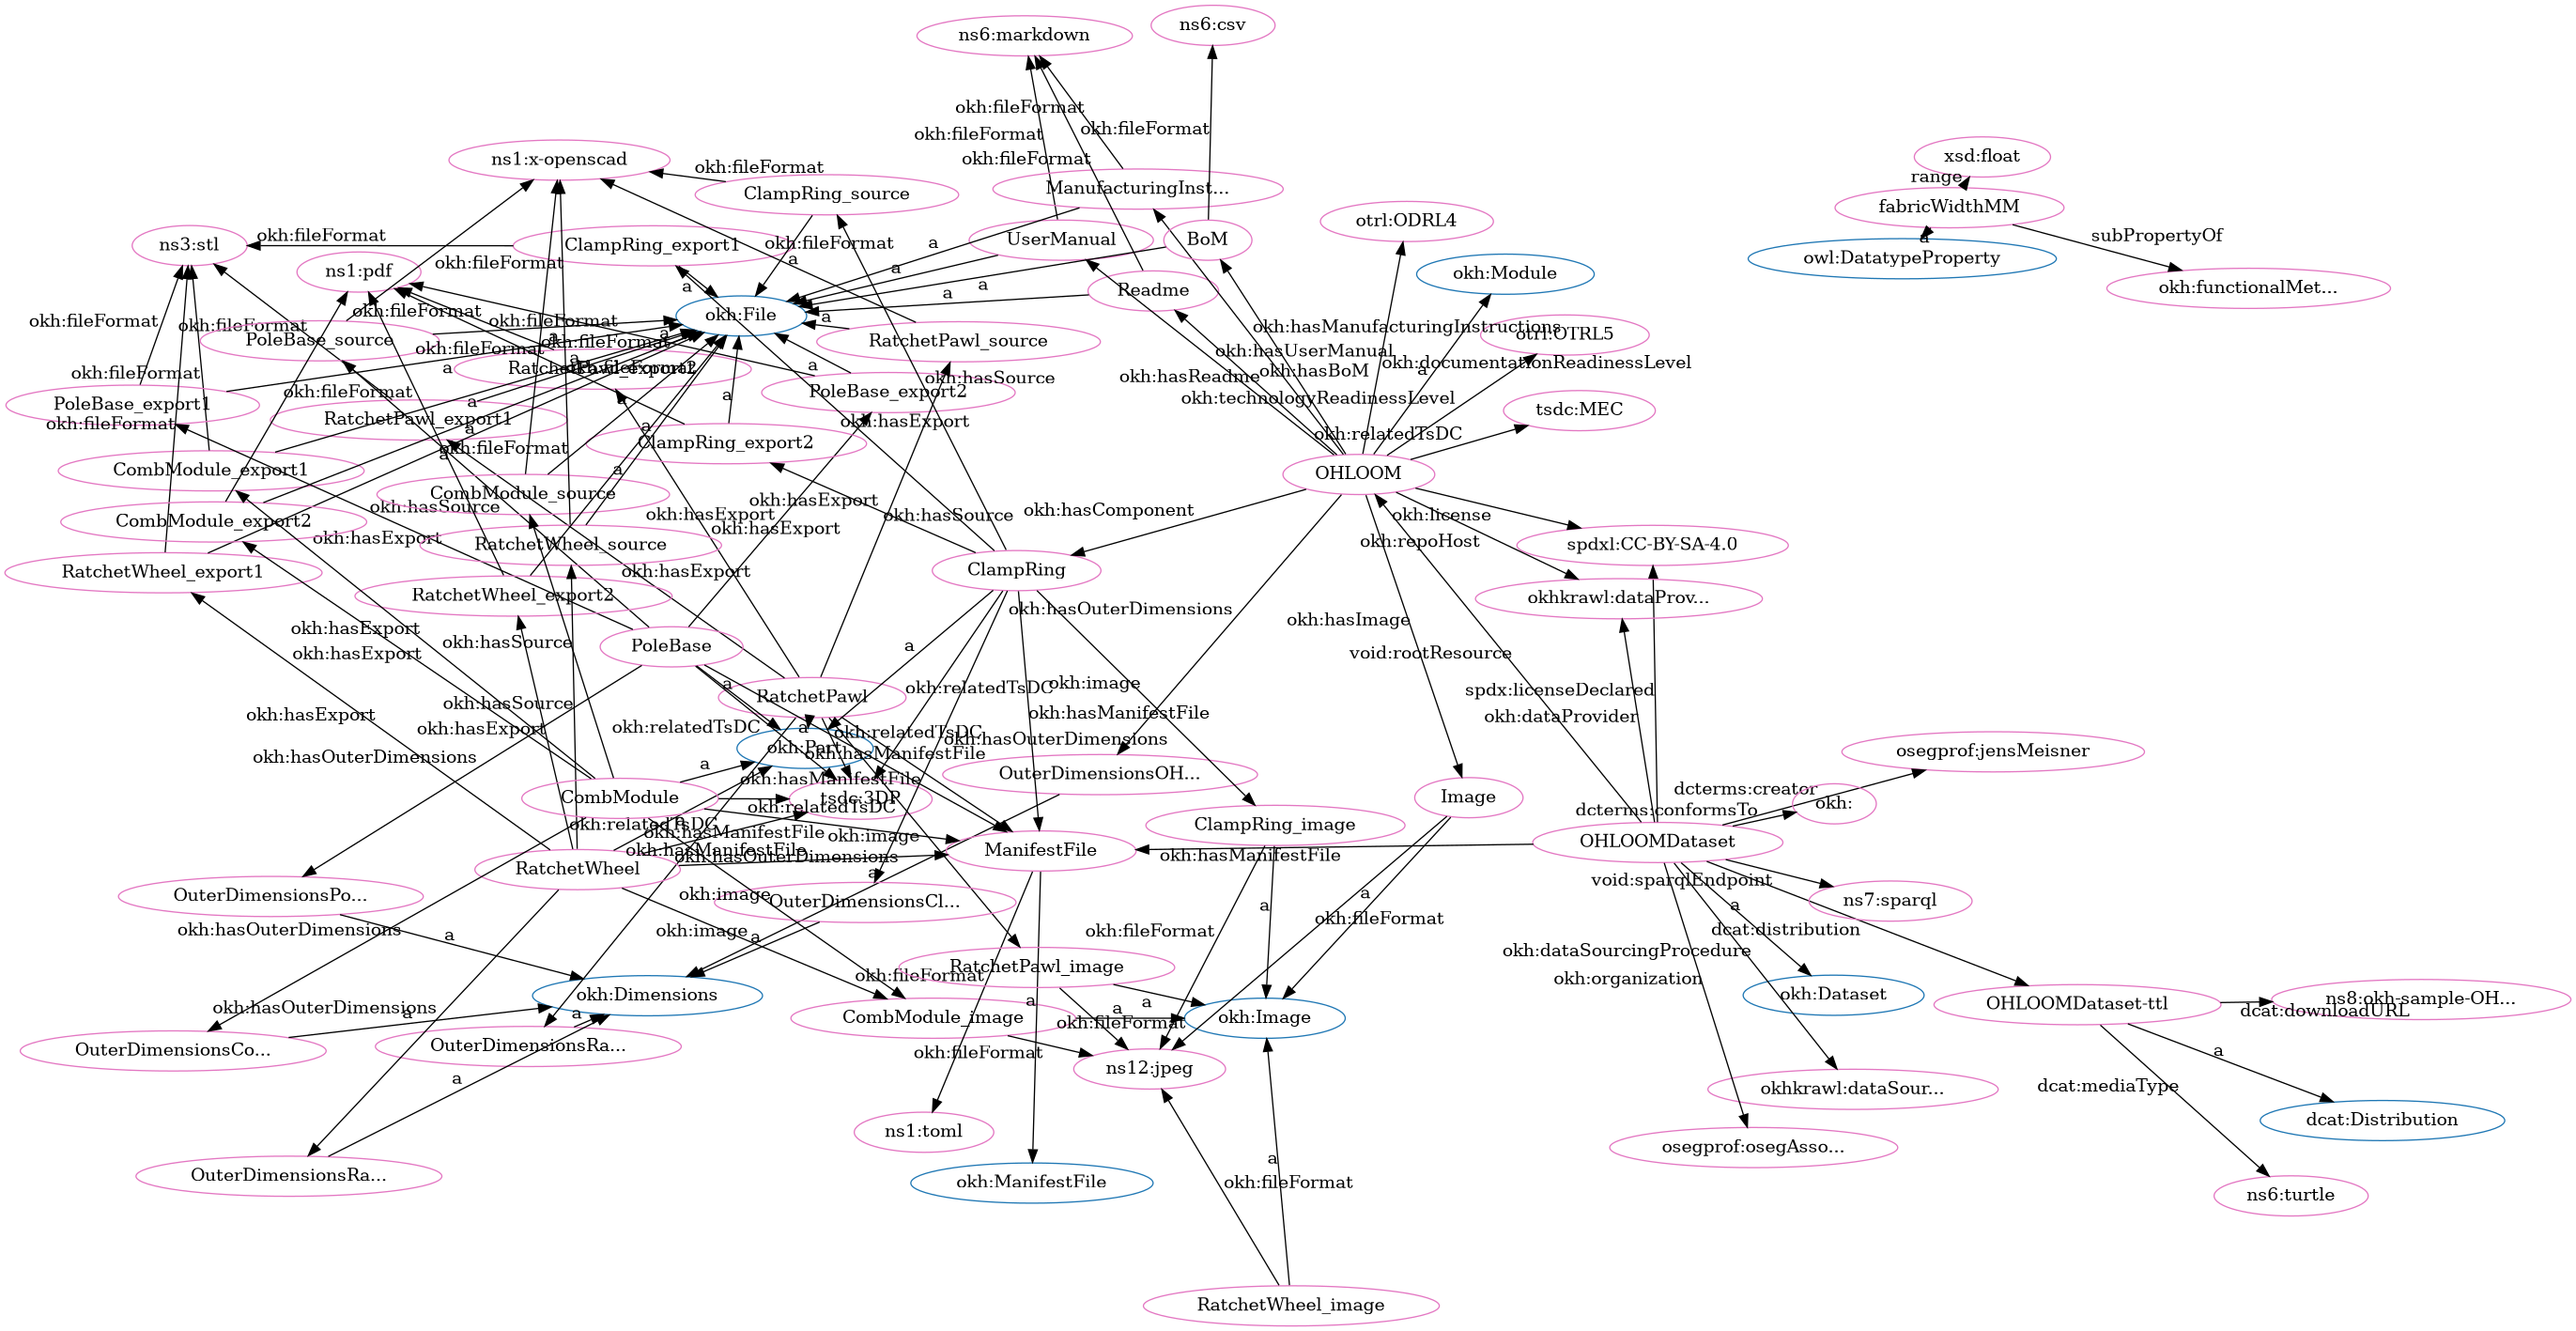 ns6:csv
ns6:markdown
okh:fileFormat
okh:fileFormat
okh:fileFormat
okh:fileFormat
ns1:x-openscad
okh:fileFormat
ClampRing_source
ManufacturingInst...
xsd:float
range
fabricWidthMM
otrl:ODRL4
subPropertyOf
a
owl:DatatypeProperty
okh:functionalMet...
ns3:stl
okh:fileFormat
ClampRing_export1
okh:fileFormat
a
a
UserManual
BoM
ns1:pdf
okh:fileFormat
a
a
a
a
Readme
okh:Module
okh:fileFormat
okh:File
okh:fileFormat
okh:fileFormat
okh:fileFormat
a
okh:hasManufacturingInstructions
otrl:OTRL5
PoleBase_source
a
a
okh:fileFormat
RatchetPawl_source
okh:fileFormat
okh:hasUserManual
okh:documentationReadinessLevel
okh:fileFormat
a
a
RatchetPawl_export2
a
okh:hasSource
okh:hasReadme
okh:hasBoM
a
okh:fileFormat
PoleBase_export2
PoleBase_export1
a
a
a
okh:technologyReadinessLevel
tsdc:MEC
okh:fileFormat
RatchetPawl_export1
a
a
okh:hasExport
okh:relatedTsDC
okh:fileFormat
a
ClampRing_export2
CombModule_export1
a
OHLOOM
CombModule_source
okh:hasSource
okh:hasExport
okh:hasComponent
okh:license
CombModule_export2
okh:hasExport
okh:hasExport
okh:hasSource
okh:hasExport
RatchetWheel_source
okh:repoHost
spdxl:CC-BY-SA-4.0
RatchetWheel_export1
okh:hasExport
ClampRing
RatchetWheel_export2
okh:hasOuterDimensions
okhkrawl:dataProv...
okh:hasExport
okh:hasSource
PoleBase
a
okh:hasImage
okh:hasExport
void:rootResource
okh:hasSource
a
RatchetPawl
okh:relatedTsDC
okh:image
spdx:licenseDeclared
okh:hasExport
okh:hasExport
okh:relatedTsDC
a
okh:relatedTsDC
okh:hasManifestFile
okh:dataProvider
okh:hasOuterDimensions
okh:Part
okh:hasManifestFile
okh:hasOuterDimensions
osegprof:jensMeisner
a
okh:hasManifestFile
OuterDimensionsOH...
CombModule
tsdc:3DP
okh:relatedTsDC
Image
dcterms:creator
okh:
dcterms:conformsTo
okh:relatedTsDC
a
okh:hasManifestFile
okh:image
ClampRing_image
OHLOOMDataset
okh:hasManifestFile
okh:hasOuterDimensions
ManifestFile
okh:hasManifestFile
RatchetWheel
a
void:sparqlEndpoint
OuterDimensionsPo...
okh:image
OuterDimensionsCl...
a
a
a
ns7:sparql
okh:hasOuterDimensions
a
okh:image
a
okh:fileFormat
okh:fileFormat
dcat:distribution
okh:dataSourcingProcedure
okh:fileFormat
RatchetPawl_image
okh:organization
okh:Dimensions
okh:Dataset
okh:hasOuterDimensions
a
a
a
a
a
OHLOOMDataset-ttl
ns8:okh-sample-OH...
dcat:downloadURL
CombModule_image
okh:fileFormat
okh:Image
OuterDimensionsCo...
OuterDimensionsRa...
okh:fileFormat
a
ns12:jpeg
a
dcat:mediaType
okhkrawl:dataSour...
ns1:toml
dcat:Distribution
osegprof:osegAsso...
OuterDimensionsRa...
okh:ManifestFile
a
okh:fileFormat
ns6:turtle
RatchetWheel_image